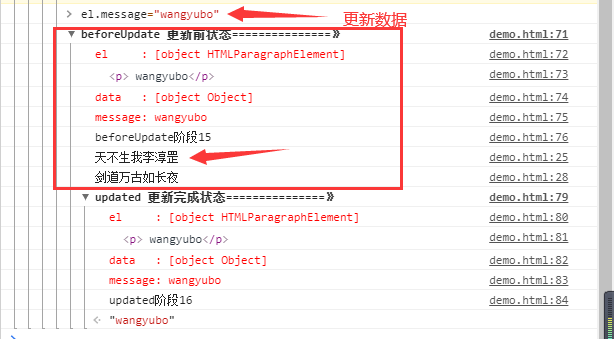 > el.message="wangyubo" 更新数据
▼ beforeUpdate 更新前状态===============》 demo.html:71
el : [object HTMLParagraphElement] demo.html:72
<p> wangyubo</p> demo.html:73
data : [object Object] demo.html:74
message: wangyubo demo.html:75
beforeUpdate阶段15 demo.html:76
天不生我李淳罡 demo.html:25
剑道万古如长夜 demo.html:28
▼ updated 更新完成状态===============》 demo.html:79
el : [object HTMLParagraphElement] demo.html:80
<p> wangyubo</p> demo.html:81
data : [object Object] demo.html:82
message: wangyubo demo.html:83
updated阶段16 demo.html:84
"wangyubo"